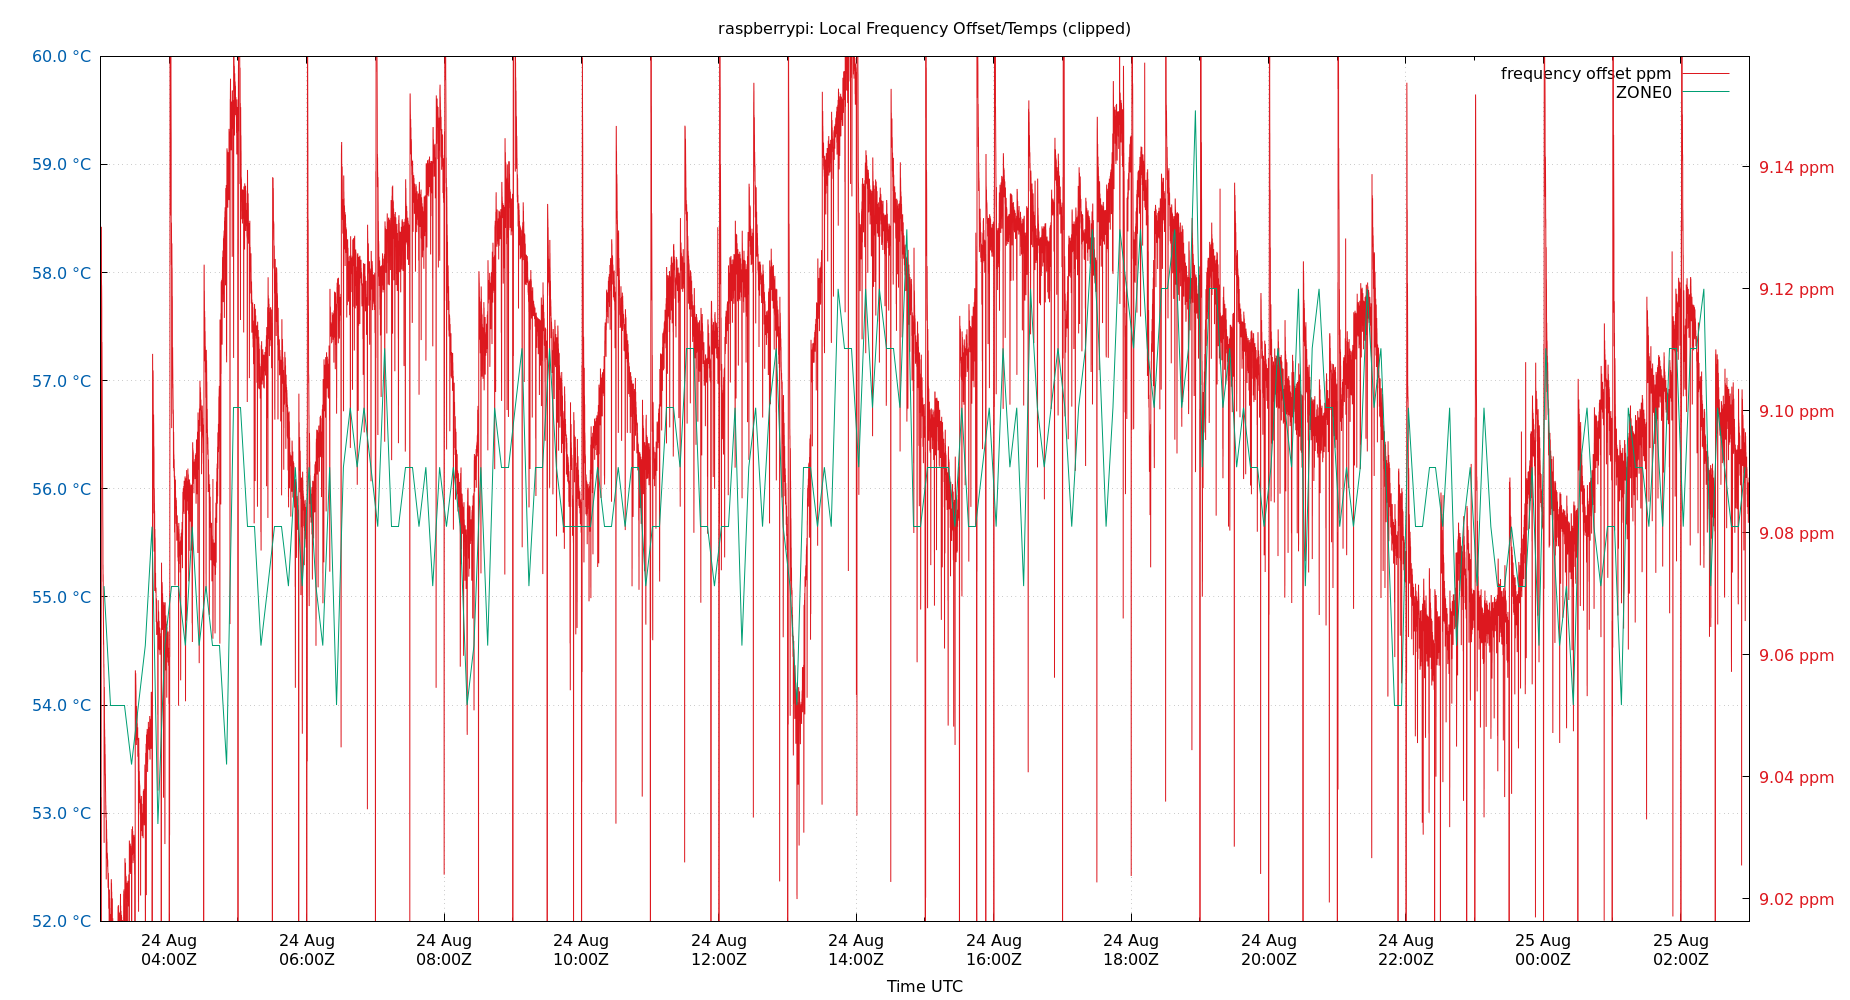 raspberrypi: Local Frequency Offset/Temps (clipped)
60.0 °C
59.0 °C
58.0 °C
57.0 °C
56.0 °C
55.0 °C
54.0 °C
53.0 °C
52.0 °C
frequency offset ppm
ZONE0
9.14 ppm
9.12 ppm
9.10 ppm
9.08 ppm
9.06 ppm
9.04 ppm
9.02 ppm
24 Aug 24 Aug 24 Aug 24 Aug 24 Aug 24 Aug 24 Aug 24 Aug 24 Aug 24 Aug 25 Aug 25 Aug
04:00Z 06:00Z 08:00Z 10:00Z 12:00Z 14:00Z 16:00Z 18:00Z 20:00Z 22:00Z 00:00Z 02:00Z
Time UTC